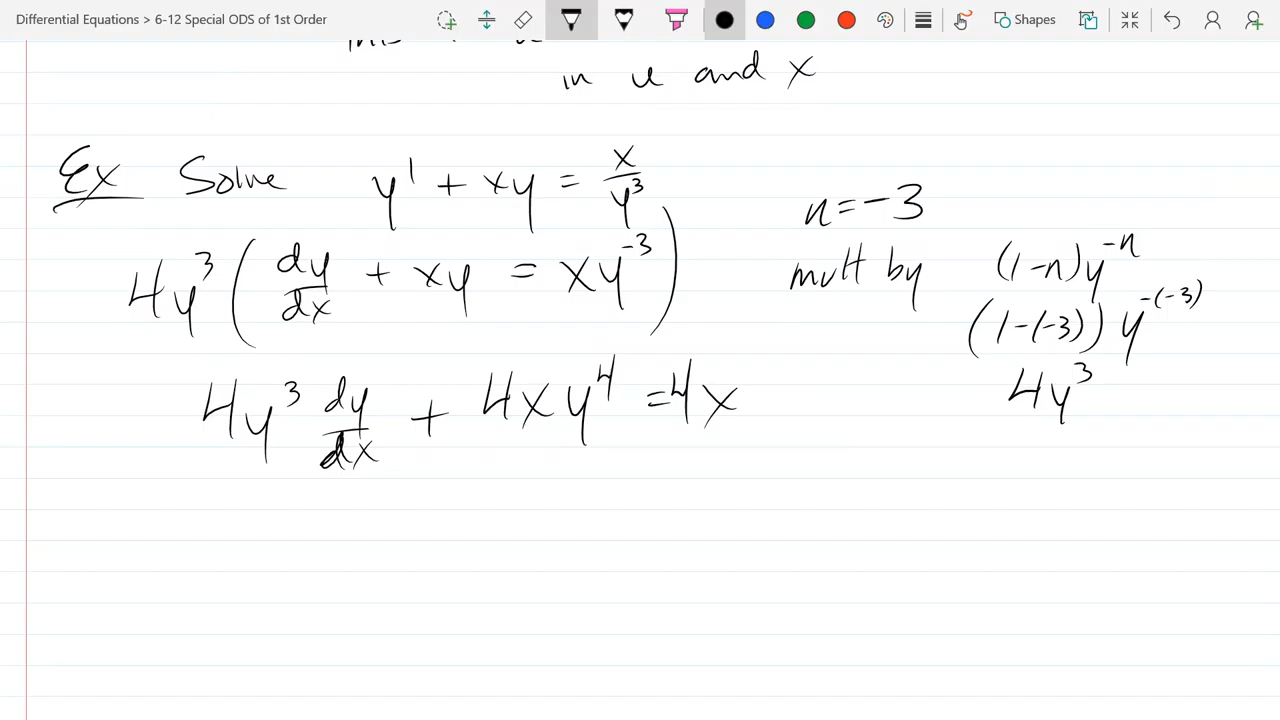 Differential Equations > 6-12 Special ODS of 1st Order
Shapes
in u and x
Ex Solve y' + xy = x/y³
n = -3
4y³ ( dy/dx + xy = xy⁻³ )
mult by (1-n)y⁻ⁿ
(1-(-3)) y^-(-3)
4y³
4y³ dy/dx + 4xy⁴ = 4x